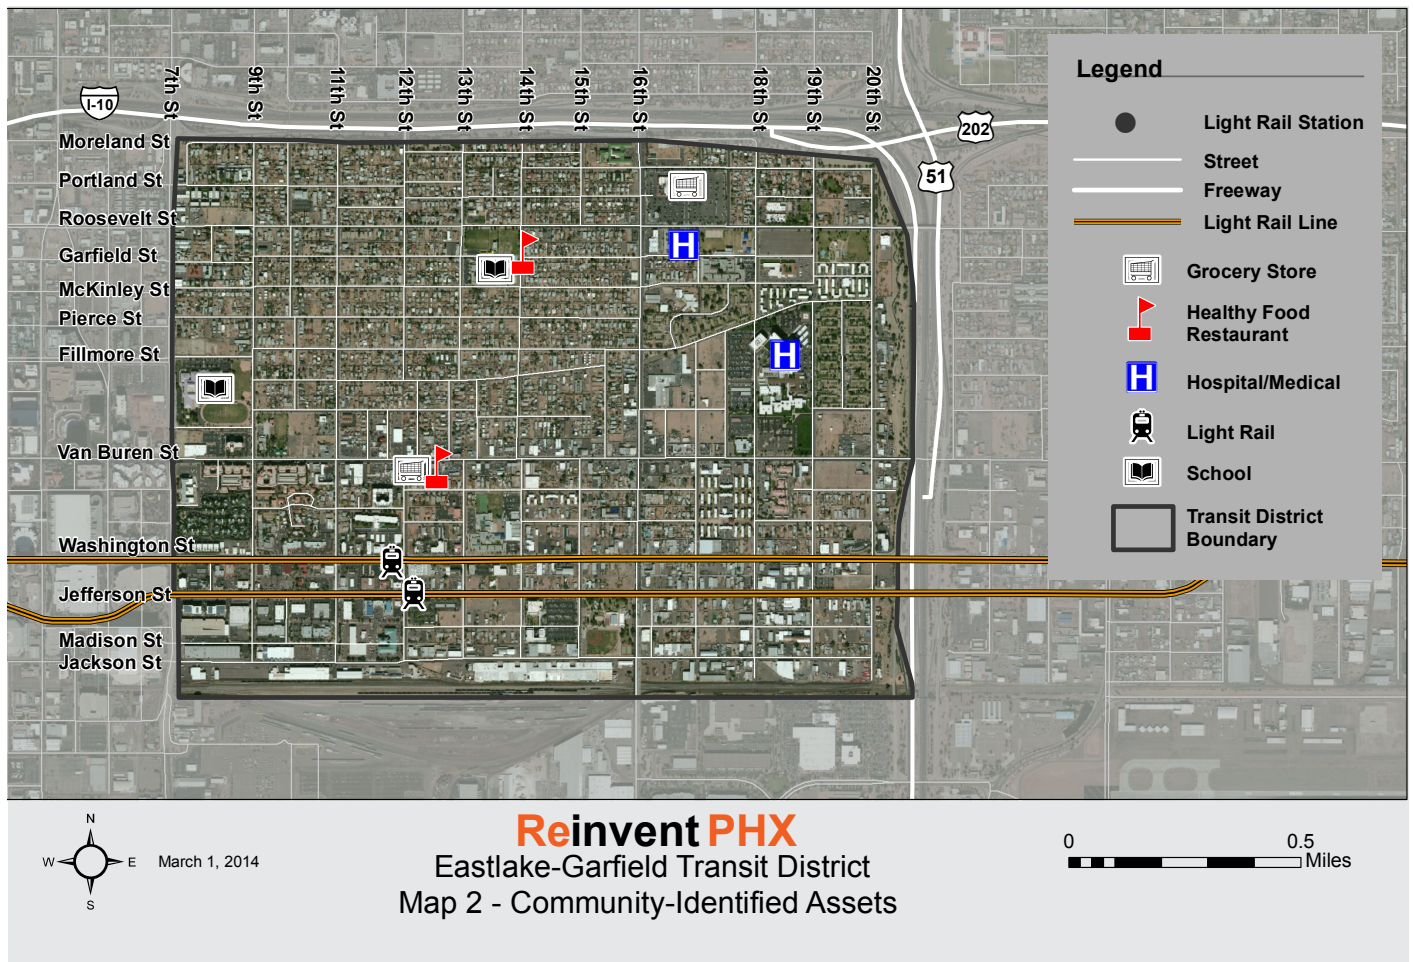 7th St
9th St
11th St
12th St
13th St
14th St
15th St
16th St
18th St
19th St
20th St
I-10
202
51
Moreland St
Portland St
Roosevelt St
Garfield St
McKinley St
Pierce St
Fillmore St
Van Buren St
Washington St
Jefferson St
Madison St
Jackson St
H
H
Legend
Light Rail Station
Street
Freeway
Light Rail Line
Grocery Store
Healthy Food
Restaurant
H
Hospital/Medical
Light Rail
School
Transit District
Boundary
N
W
E
S
March 1, 2014
Reinvent PHX
Eastlake-Garfield Transit District
Map 2 - Community-Identified Assets
0
0.5
Miles